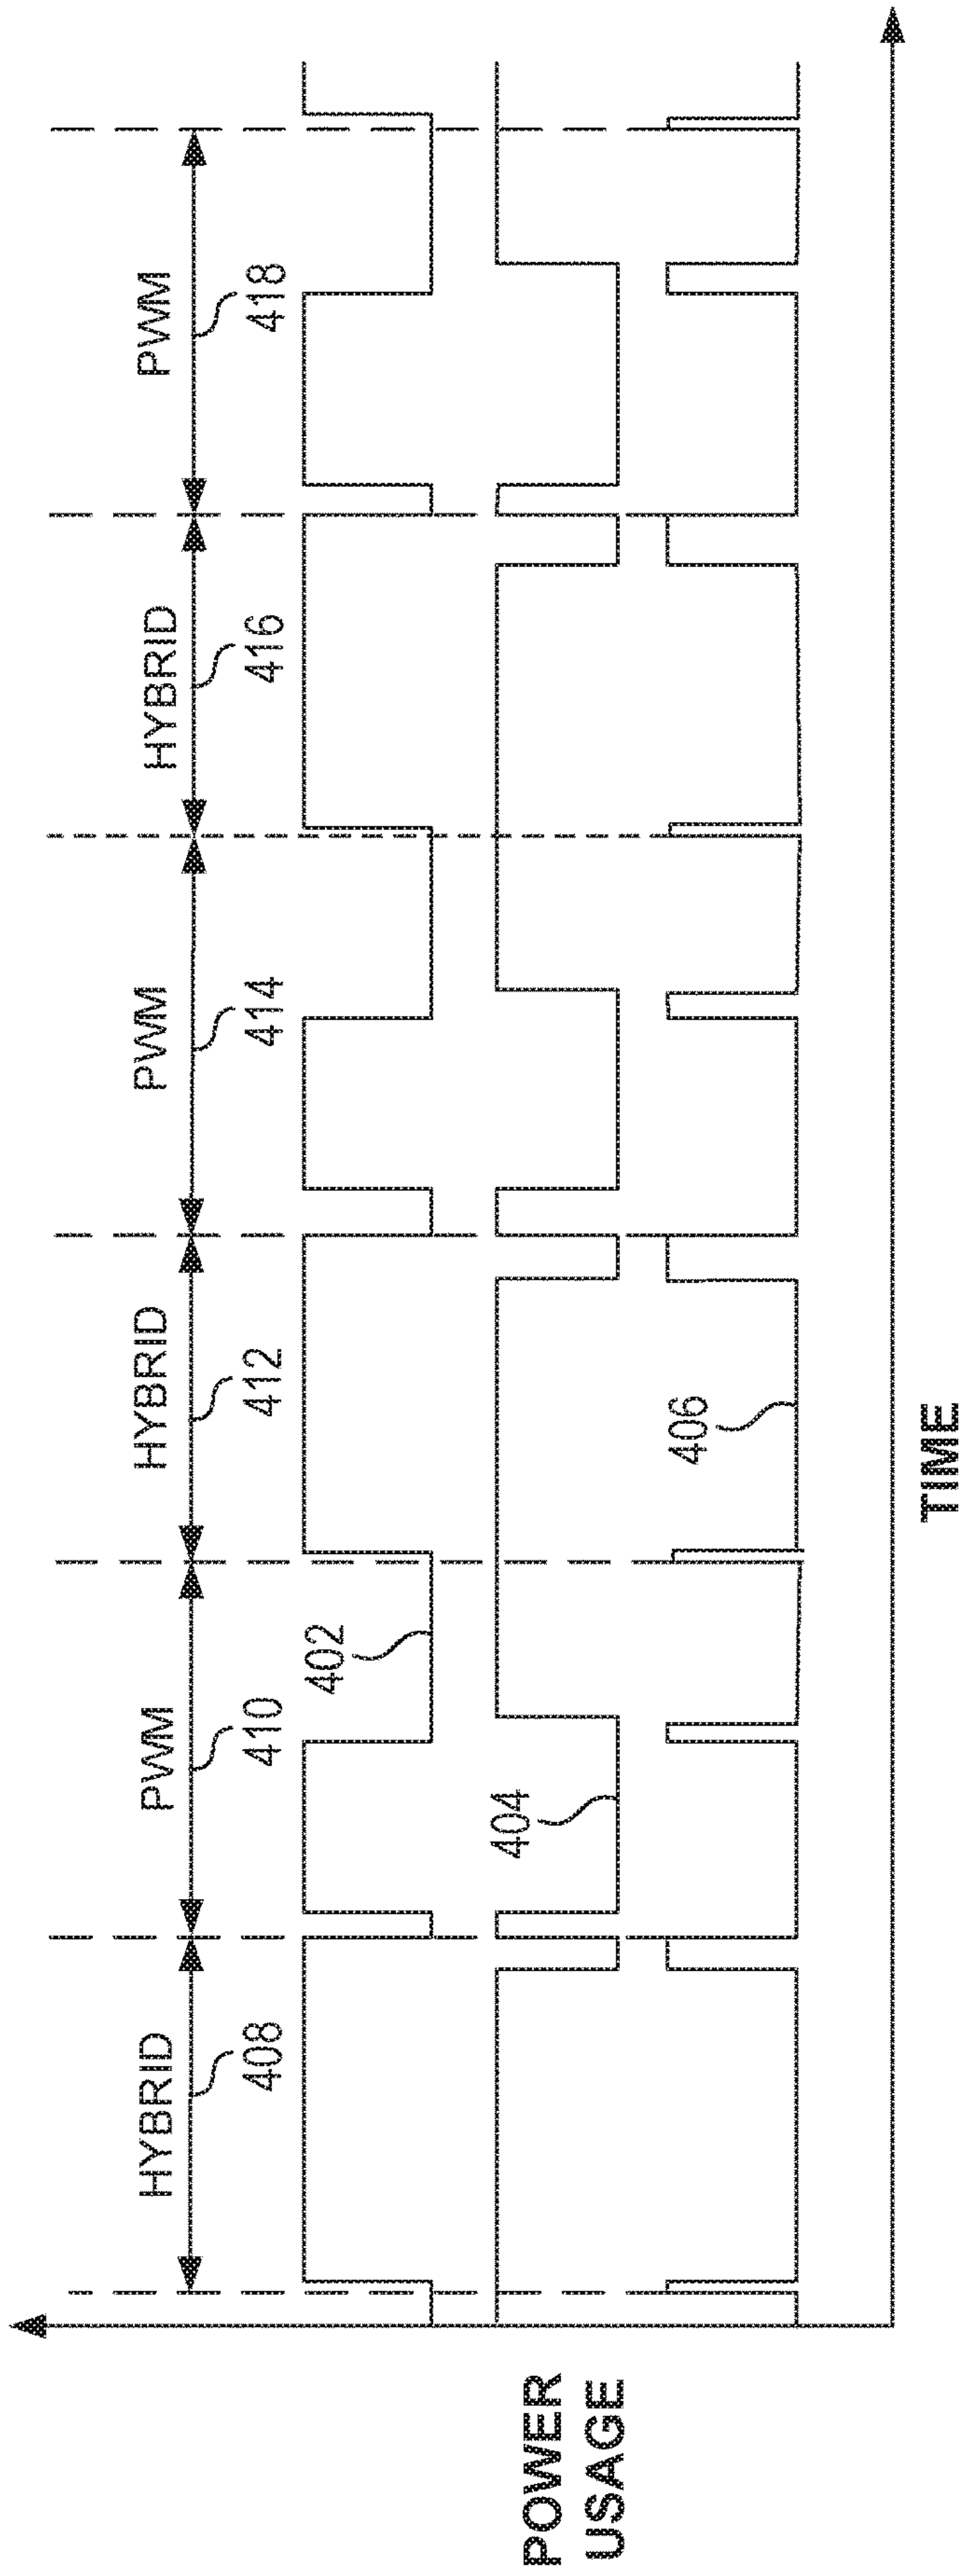 HYBRID
PWM
HYBRID
PWM
HYBRID
PWM
408
410
412
414
416
418
402
404
406
POWER
USAGE
TIME